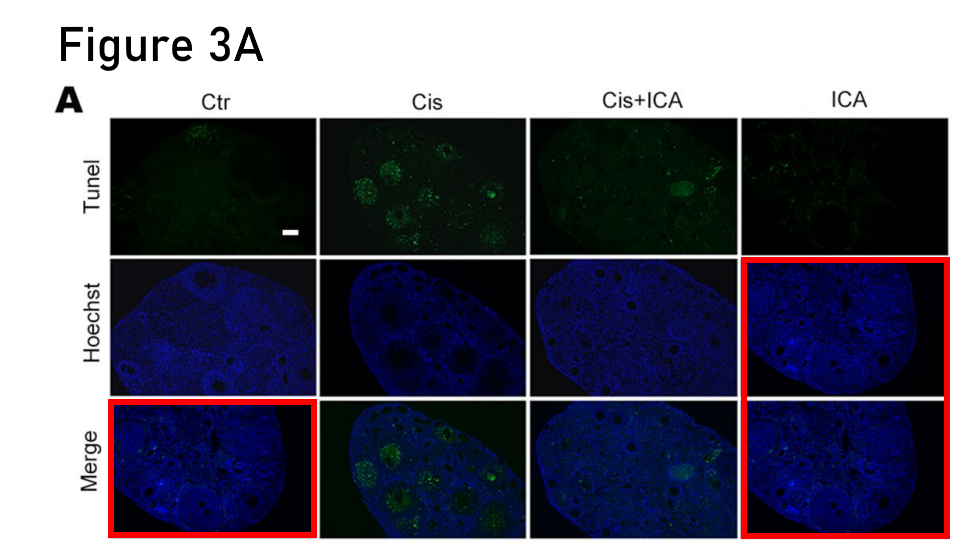 Figure 3A
A
Ctr
Cis
Cis+ICA
ICA
Tunel
Hoechst
Merge